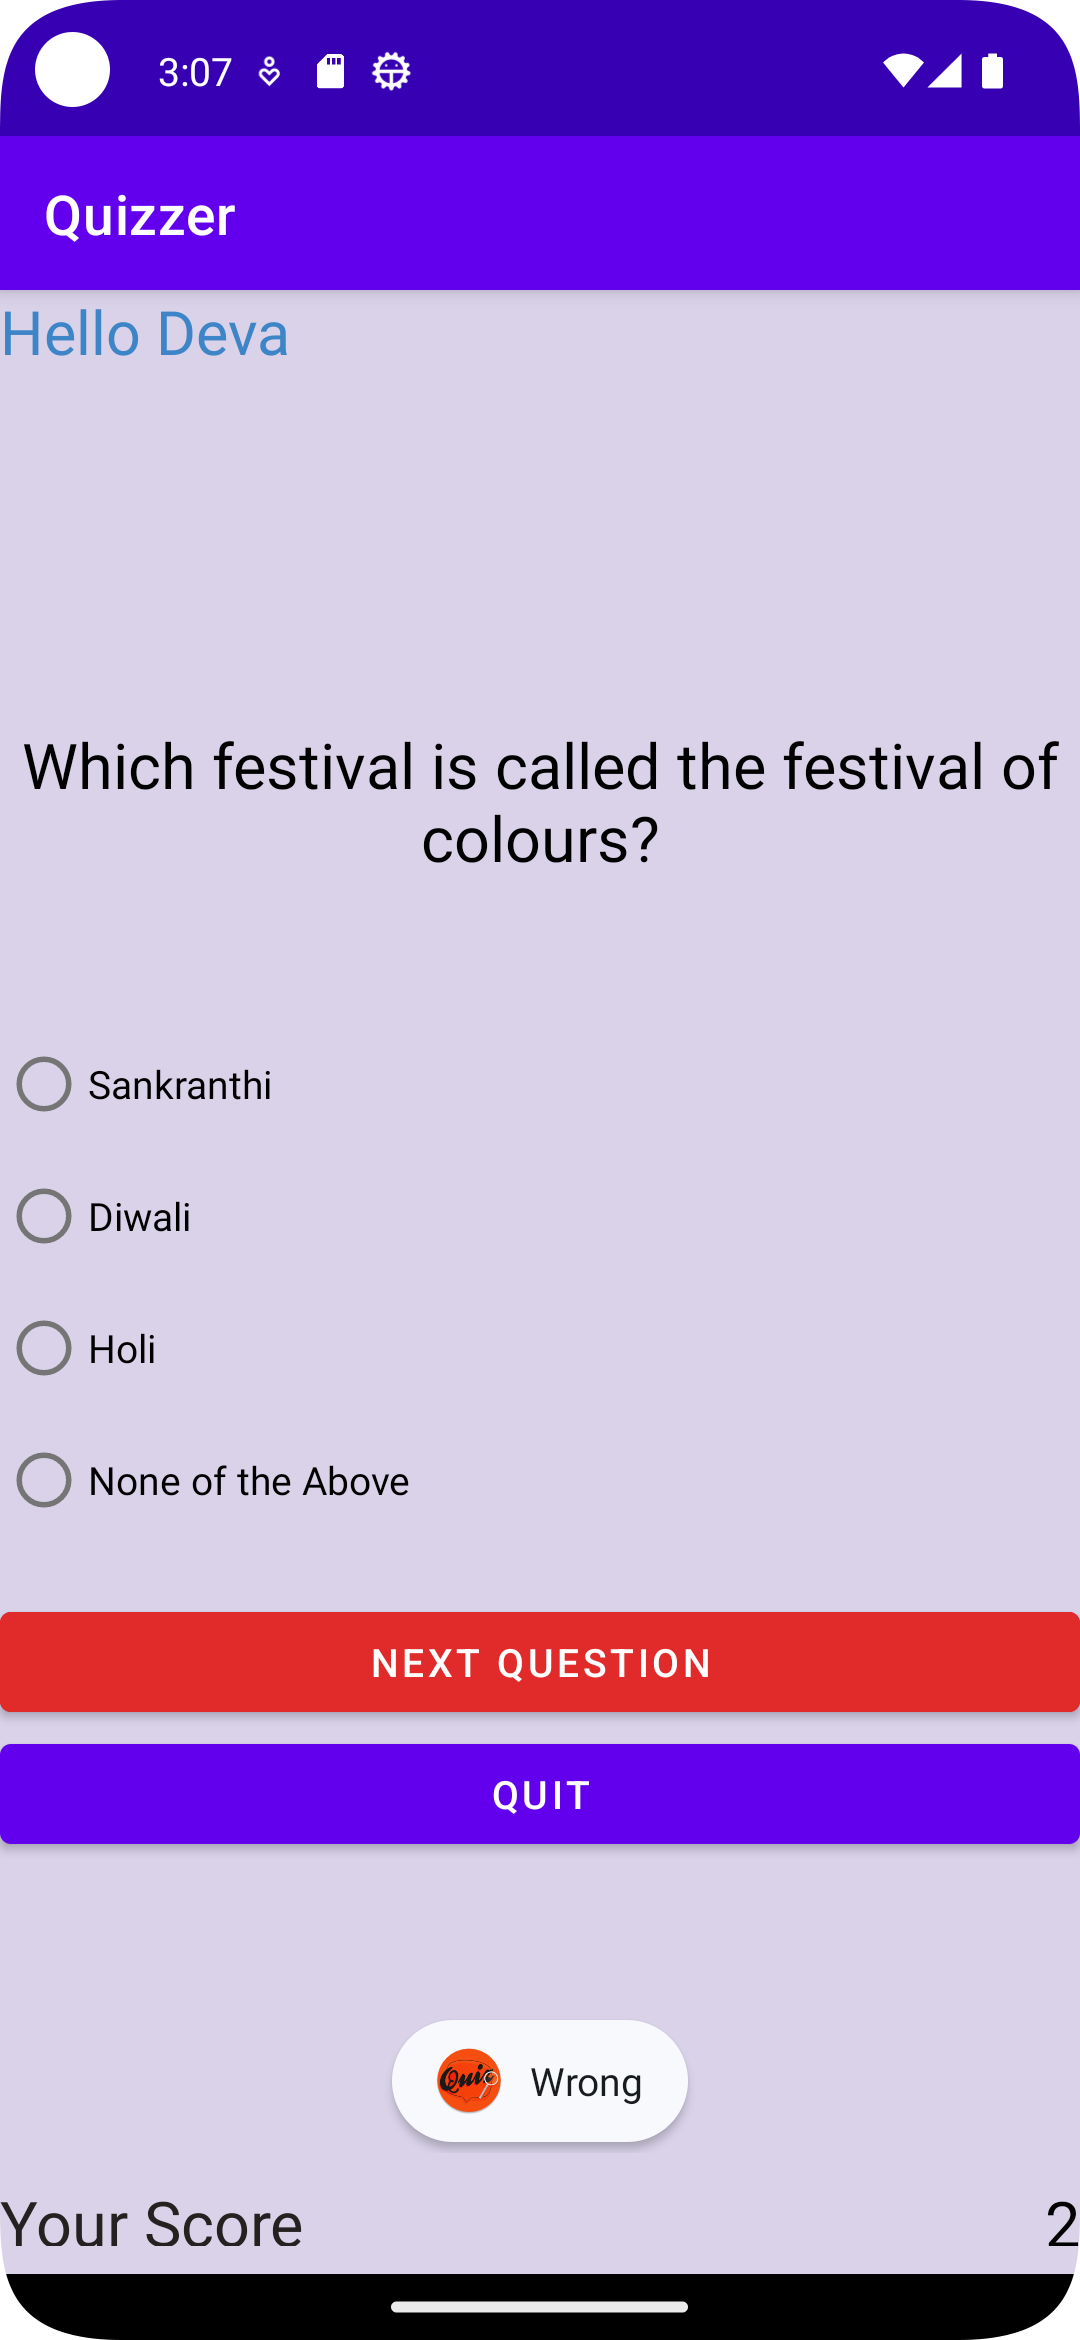 3:07
Quizzer
Hello Deva
Which festival is called the festival of
colours?
Sankranthi
Diwali
Holi
None of the Above
NEXT QUESTION
QUIT
Wrong
Your Score 2